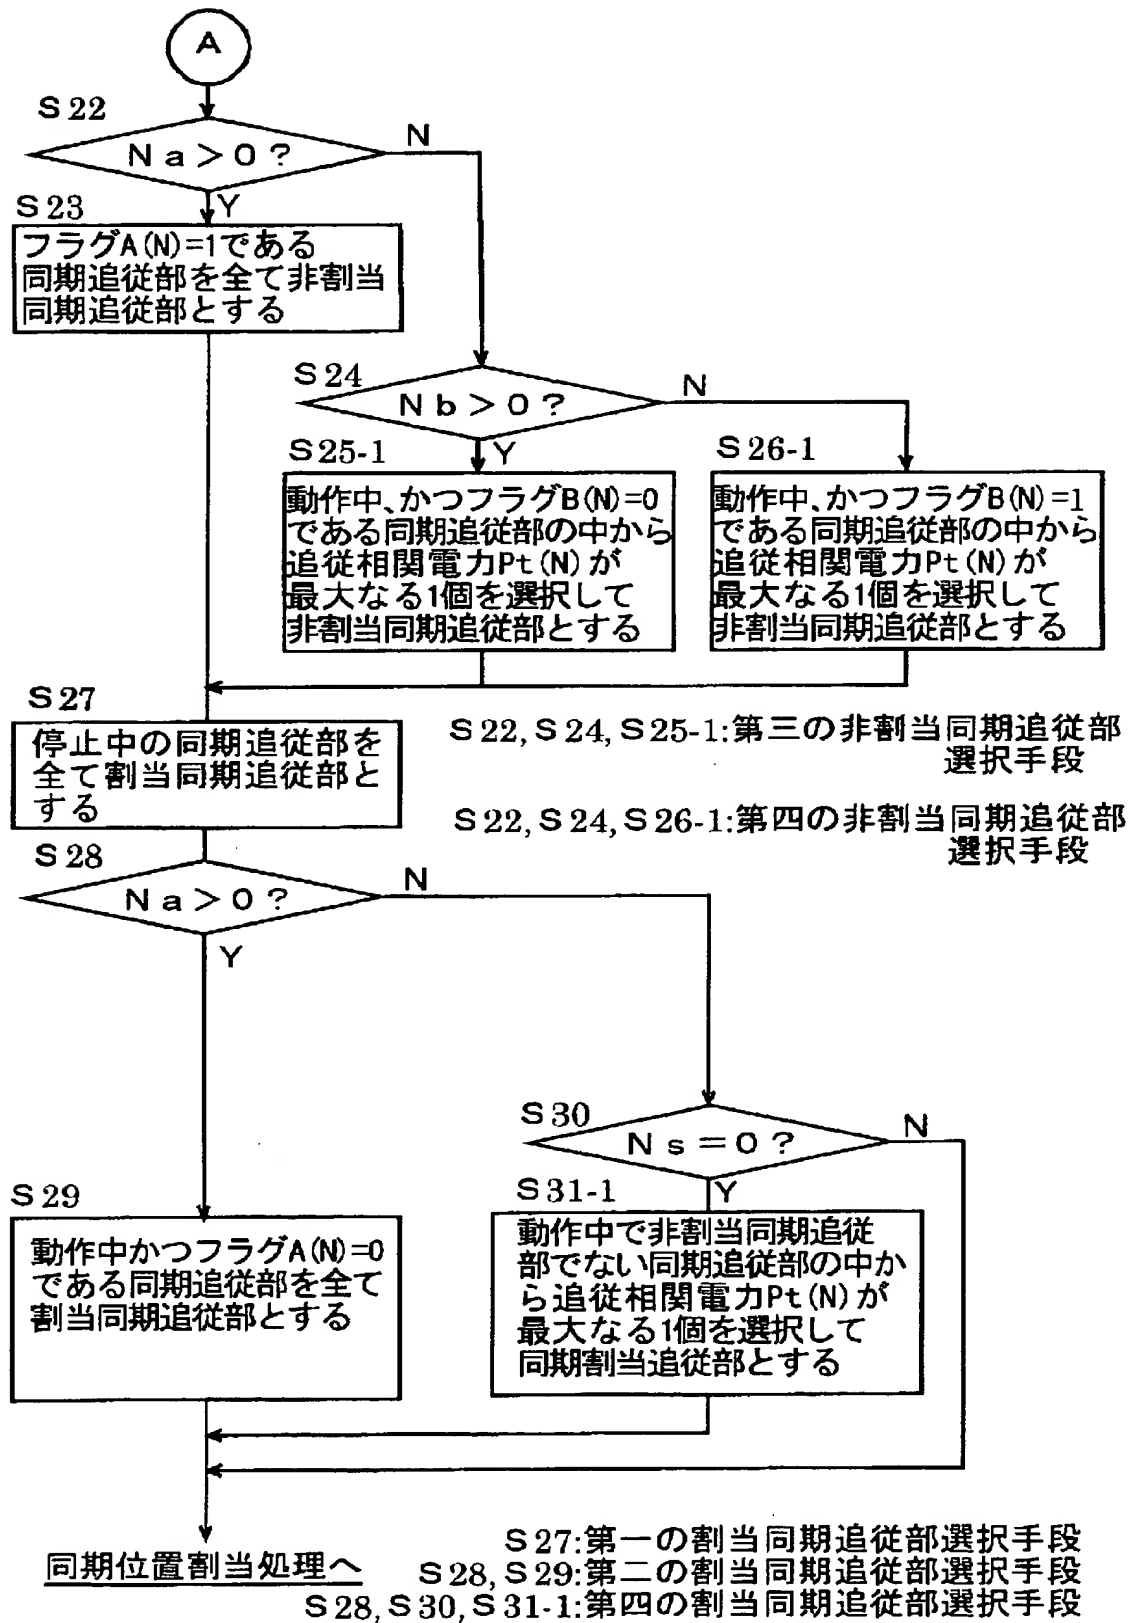 A
S22
Na>0?
N
Y
S23
フラグA(N)=1である
同期追従部を全て非割当
同期追従部とする
S24
Nb>0?
N
Y
S25-1
動作中、かつフラグB(N)=0
である同期追従部の中から
追従相関電力Pt(N)が
最大なる1個を選択して
非割当同期追従部とする
S26-1
動作中、かつフラグB(N)=1
である同期追従部の中から
追従相関電力Pt(N)が
最大なる1個を選択して
非割当同期追従部とする
S27
停止中の同期追従部を
全て割当同期追従部と
する
S22,S24,S25-1:第三の非割当同期追従部
選択手段
S22,S24,S26-1:第四の非割当同期追従部
選択手段
S28
Na>0?
N
Y
S30
Ns=0?
N
Y
S29
動作中かつフラグA(N)=0
である同期追従部を全て
割当同期追従部とする
S31-1
動作中で非割当同期追従
部でない同期追従部の中か
ら追従相関電力Pt(N)が
最大なる1個を選択して
同期割当追従部とする
同期位置割当処理へ
S27:第一の割当同期追従部選択手段
S28,S29:第二の割当同期追従部選択手段
S28,S30,S31-1:第四の割当同期追従部選択手段